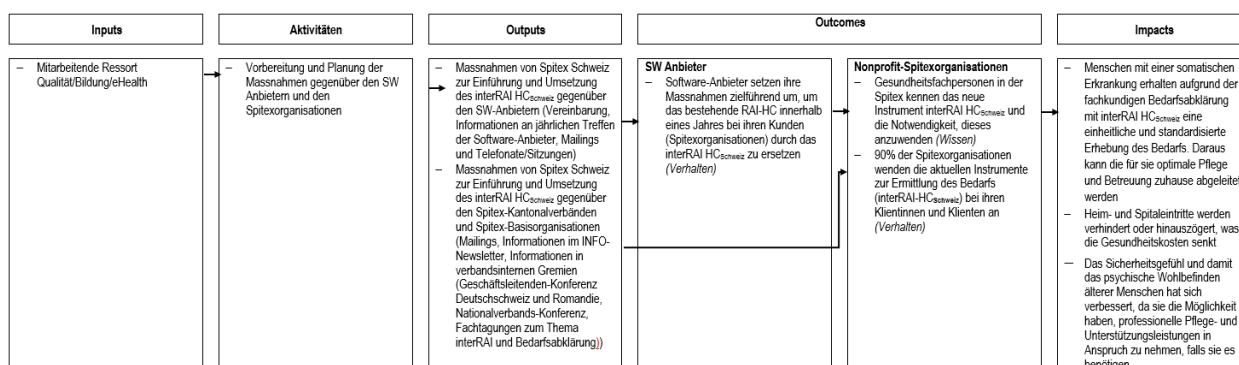 Inputs
Aktivitäten
Outputs
Outcomes
Impacts
– Mitarbeitende Ressort
Qualität/Bildung/eHealth
– Vorbereitung und Planung der
Massnahmen gegenüber den SW
Anbietern und den
Spitexorganisationen
– Massnahmen von Spitex Schweiz
zur Einführung und Umsetzung
des interRAI HCSchweiz gegenüber
den SW-Anbietern (Vereinbarung,
Informationen an jährlichen Treffen
der Software-Anbieter, Mailings
und Telefonate/Sitzungen)
– Massnahmen von Spitex Schweiz
zur Einführung und Umsetzung
des interRAI HCSchweiz gegenüber
den Spitex-Kantonalverbänden
und Spitex-Basisorganisationen
(Mailings, Informationen im INFO-
Newsletter, Informationen in
verbandsinternen Gremien
(Geschäftsleitenden-Konferenz
Deutschschweiz und Romandie,
Nationalverbands-Konferenz,
Fachtagungen zum Thema
interRAI und Bedarfsabklärung))
SW Anbieter
– Software-Anbieter setzen ihre
Massnahmen zielführend um, um
das bestehende RAI-HC innerhalb
eines Jahres bei ihren Kunden
(Spitexorganisationen) durch das
interRAI HCSchweiz zu ersetzen
(Verhalten)
Nonprofit-Spitexorganisationen
– Gesundheitsfachpersonen in der
Spitex kennen das neue
Instrument interRAI HCSchweiz und
die Notwendigkeit, dieses
anzuwenden (Wissen)
– 90% der Spitexorganisationen
wenden die aktuellen Instrumente
zur Ermittlung des Bedarfs
(interRAI-HCSchweiz) bei ihren
Klientinnen und Klienten an
(Verhalten)
– Menschen mit einer somatischen
Erkrankung erhalten aufgrund der
fachkundigen Bedarfsabklärung
mit interRAI HCSchweiz eine
einheitliche und standardisierte
Erhebung des Bedarfs. Daraus
kann die für sie optimale Pflege
und Betreuung zuhause abgeleitet
werden
– Heim- und Spitaleintritte werden
verhindert oder hinauszögert, was
die Gesundheitskosten senkt
– Das Sicherheitsgefühl und damit
das psychische Wohlbefinden
älterer Menschen hat sich
verbessert, da sie die Möglichkeit
haben, professionelle Pflege- und
Unterstützungsleistungen in
Anspruch zu nehmen, falls sie es
benötigen